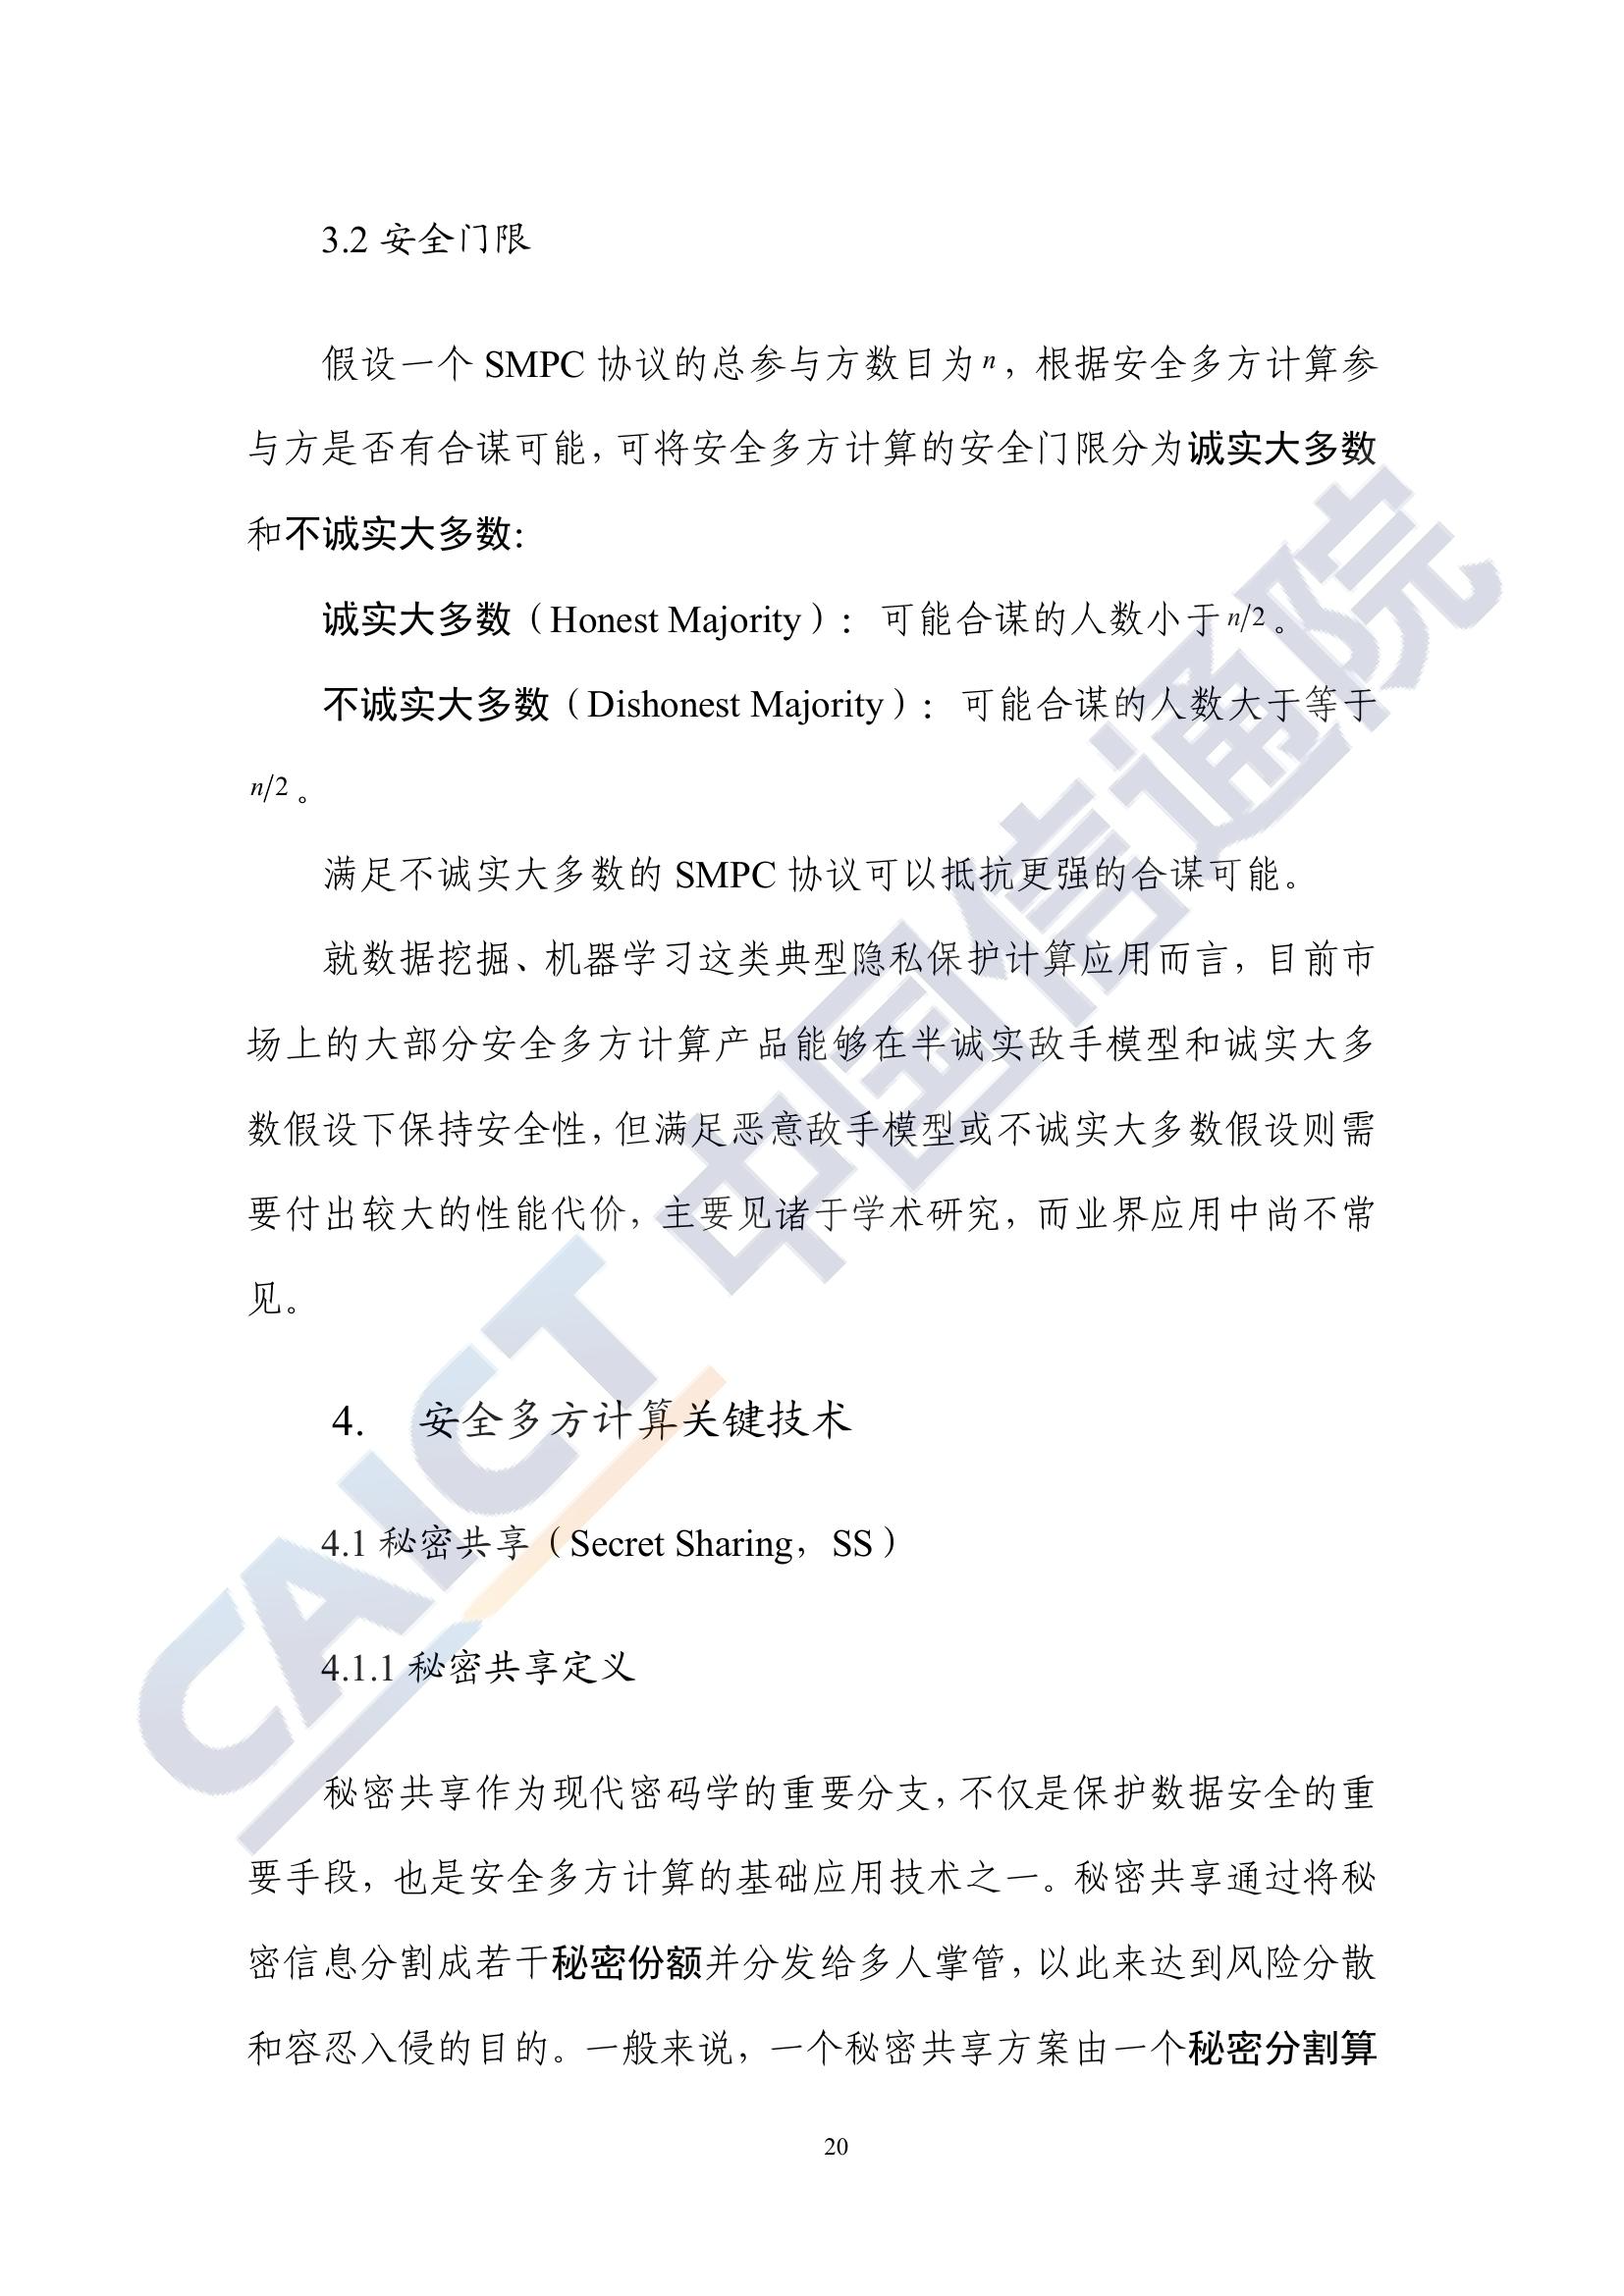 3.2 安全门限
假设一个 SMPC 协议的总参与方数目为 n，根据安全多方计算参
与方是否有合谋可能，可将安全多方计算的安全门限分为诚实大多数
和不诚实大多数：
诚实大多数（Honest Majority）： 可能合谋的人数小于 n/2 。
不诚实大多数（Dishonest Majority）： 可能合谋的人数大于等于
n/2 。
满足不诚实大多数的 SMPC 协议可以抵抗更强的合谋可能。
就数据挖掘、机器学习这类典型隐私保护计算应用而言，目前市
场上的大部分安全多方计算产品能够在半诚实敌手模型和诚实大多
数假设下保持安全性，但满足恶意敌手模型或不诚实大多数假设则需
要付出较大的性能代价，主要见诸于学术研究，而业界应用中尚不常
见。
4. 安全多方计算关键技术
4.1 秘密共享（Secret Sharing，SS）
4.1.1 秘密共享定义
秘密共享作为现代密码学的重要分支，不仅是保护数据安全的重
要手段，也是安全多方计算的基础应用技术之一。秘密共享通过将秘
密信息分割成若干秘密份额并分发给多人掌管，以此来达到风险分散
和容忍入侵的目的。一般来说，一个秘密共享方案由一个秘密分割算
20
CAICT 中国信通院